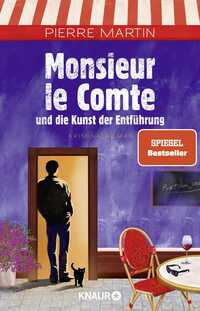 PIERRE MARTIN
Monsieur
le Comte
und die Kunst der Entführung
KRIMINALROMAN
SPIEGEL
Bestseller
KNAUR